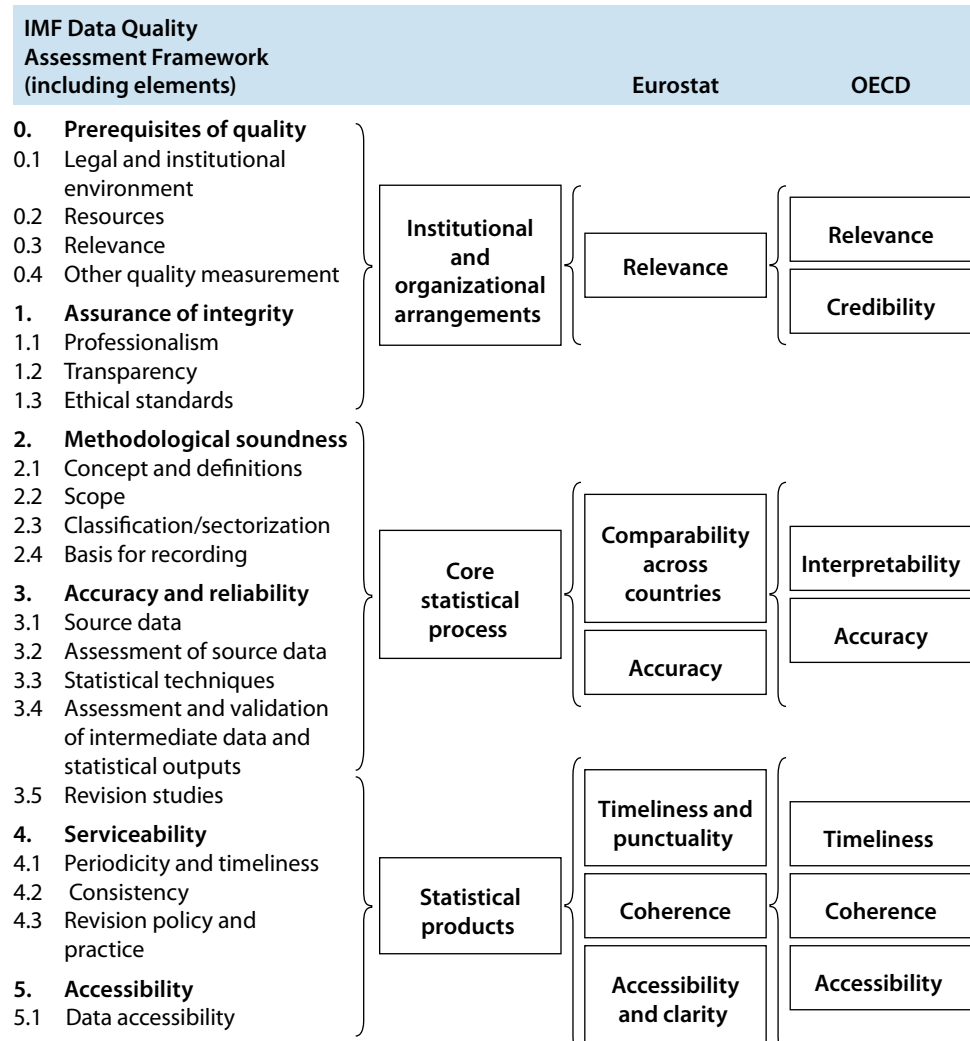 IMF Data Quality
Assessment Framework
(including elements)
Eurostat
OECD
0. Prerequisites of quality
0.1 Legal and institutional
environment
0.2 Resources
0.3 Relevance
0.4 Other quality measurement
1. Assurance of integrity
1.1 Professionalism
1.2 Transparency
1.3 Ethical standards
Institutional
and
organizational
arrangements
Relevance
Relevance
Credibility
2. Methodological soundness
2.1 Concept and definitions
2.2 Scope
2.3 Classification/sectorization
2.4 Basis for recording
3. Accuracy and reliability
3.1 Source data
3.2 Assessment of source data
3.3 Statistical techniques
3.4 Assessment and validation
of intermediate data and
statistical outputs
3.5 Revision studies
Core
statistical
process
Comparability
across
countries
Accuracy
Interpretability
Accuracy
4. Serviceability
4.1 Periodicity and timeliness
4.2 Consistency
4.3 Revision policy and
practice
5. Accessibility
5.1 Data accessibility
Statistical
products
Timeliness and
punctuality
Coherence
Accessibility
and clarity
Timeliness
Coherence
Accessibility